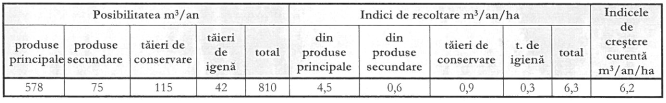 Posibilitatea m³/an Indici de recoltare m³/an/ha Indicele de creştere curentă m³/an/ha
produse principale produse secundare tăieri de conservare tăieri de igenă total din produse principale din produse secundare tăieri de conservare t. de igienă total
578 75 115 42 810 4,5 0,6 0,9 0,3 6,3 6,2